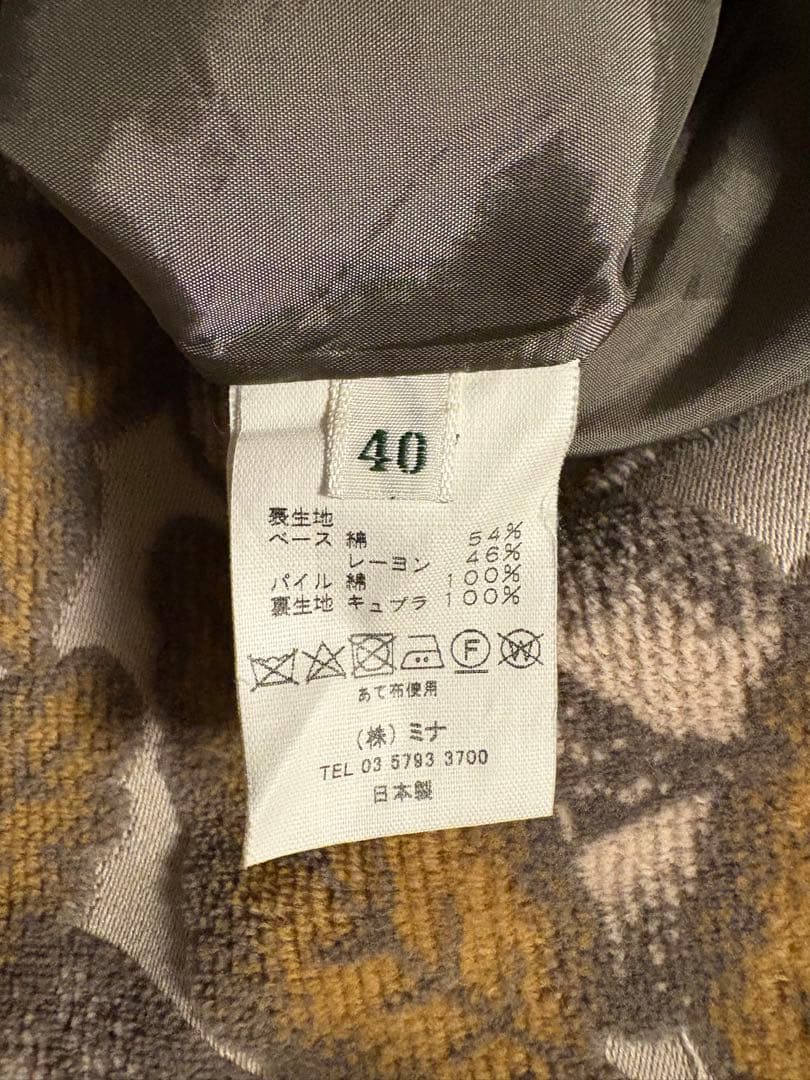 40
表生地
ベース 綿 54%
レーヨン 46%
パイル 綿 100%
裏生地 キュプラ 100%
F W
あて布使用
(株) ミナ
TEL 03 5793 3700
日本製